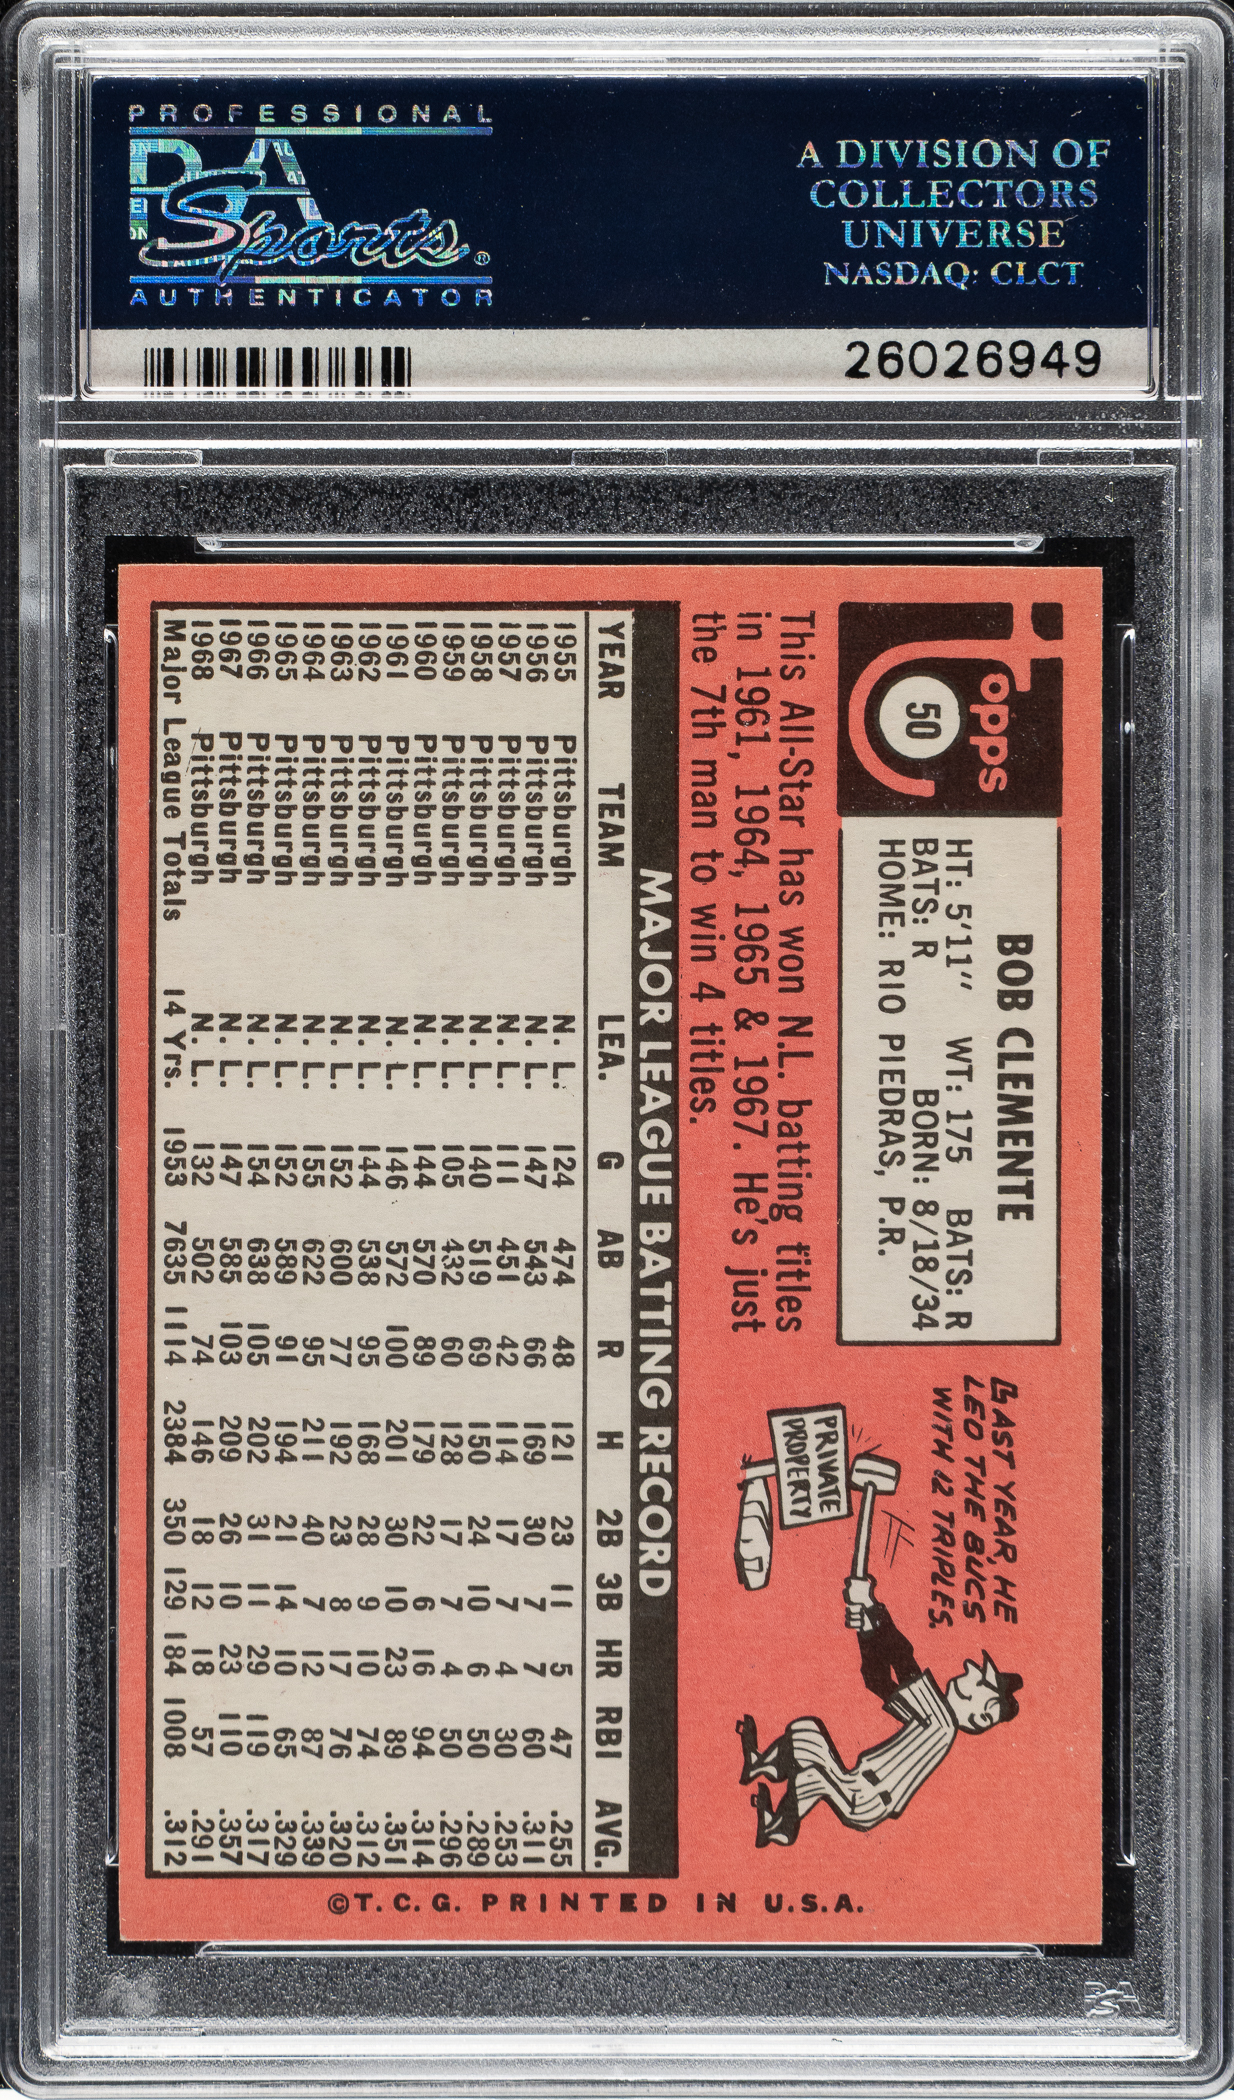 PROFESSIONAL
PSA
Sports®
AUTHENTICATOR
A DIVISION OF
COLLECTORS
UNIVERSE
NASDAQ: CLCT
26026949
Topps
50
BOB CLEMENTE
HT: 5'11" WT: 175 BATS: R
BATS: R BORN: 8/18/34
HOME: RIO PIEDRAS, P.R.
LAST YEAR, HE
LED THE BUCS
WITH 12 TRIPLES.
PRIVATE
PROPERTY
This All-Star has won N.L. batting titles
in 1961, 1964, 1965 & 1967. He's just
the 7th man to win 4 titles.
MAJOR LEAGUE BATTING RECORD
YEAR TEAM LEA. G AB R H 2B 3B HR RBI AVG.
1955 Pittsburgh N. L. 124 474 48 121 23 11 5 47 .255
1956 Pittsburgh N. L. 147 543 66 169 30 7 7 60 .311
1957 Pittsburgh N. L. 111 451 42 114 17 7 4 30 .253
1958 Pittsburgh N. L. 140 519 69 150 24 10 6 50 .289
1959 Pittsburgh N. L. 105 432 60 128 17 7 4 50 .296
1960 Pittsburgh N. L. 144 570 89 179 22 6 16 94 .314
1961 Pittsburgh N. L. 146 572 100 201 30 10 23 89 .351
1962 Pittsburgh N. L. 144 538 95 168 28 9 10 74 .312
1963 Pittsburgh N. L. 152 600 77 192 23 8 17 76 .320
1964 Pittsburgh N. L. 155 622 95 211 40 7 12 87 .339
1965 Pittsburgh N. L. 152 589 91 194 21 14 10 65 .329
1966 Pittsburgh N. L. 154 638 105 202 31 11 29 119 .317
1967 Pittsburgh N. L. 147 585 103 209 26 10 23 110 .357
1968 Pittsburgh N. L. 132 502 74 146 18 12 18 57 .291
Major League Totals 14 Yrs. 1953 7635 1114 2384 350 129 184 1008 .312
©T.C.G. PRINTED IN U.S.A.
PSA